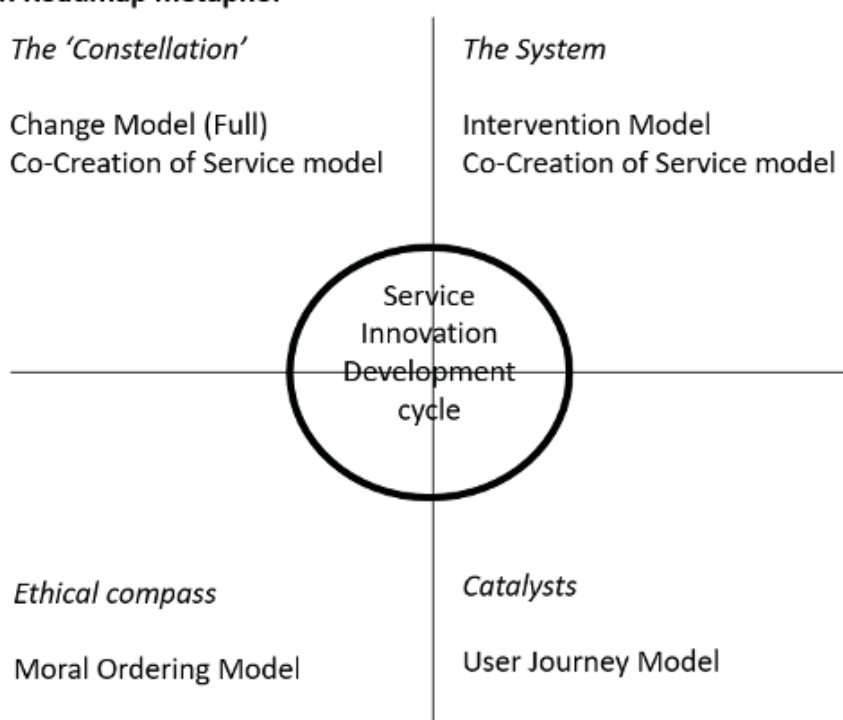 Roadmap metaphor
The ‘Constellation’
Change Model (Full)
Co-Creation of Service model
The System
Intervention Model
Co-Creation of Service model
Service
Innovation
Development
cycle
Ethical compass
Moral Ordering Model
Catalysts
User Journey Model